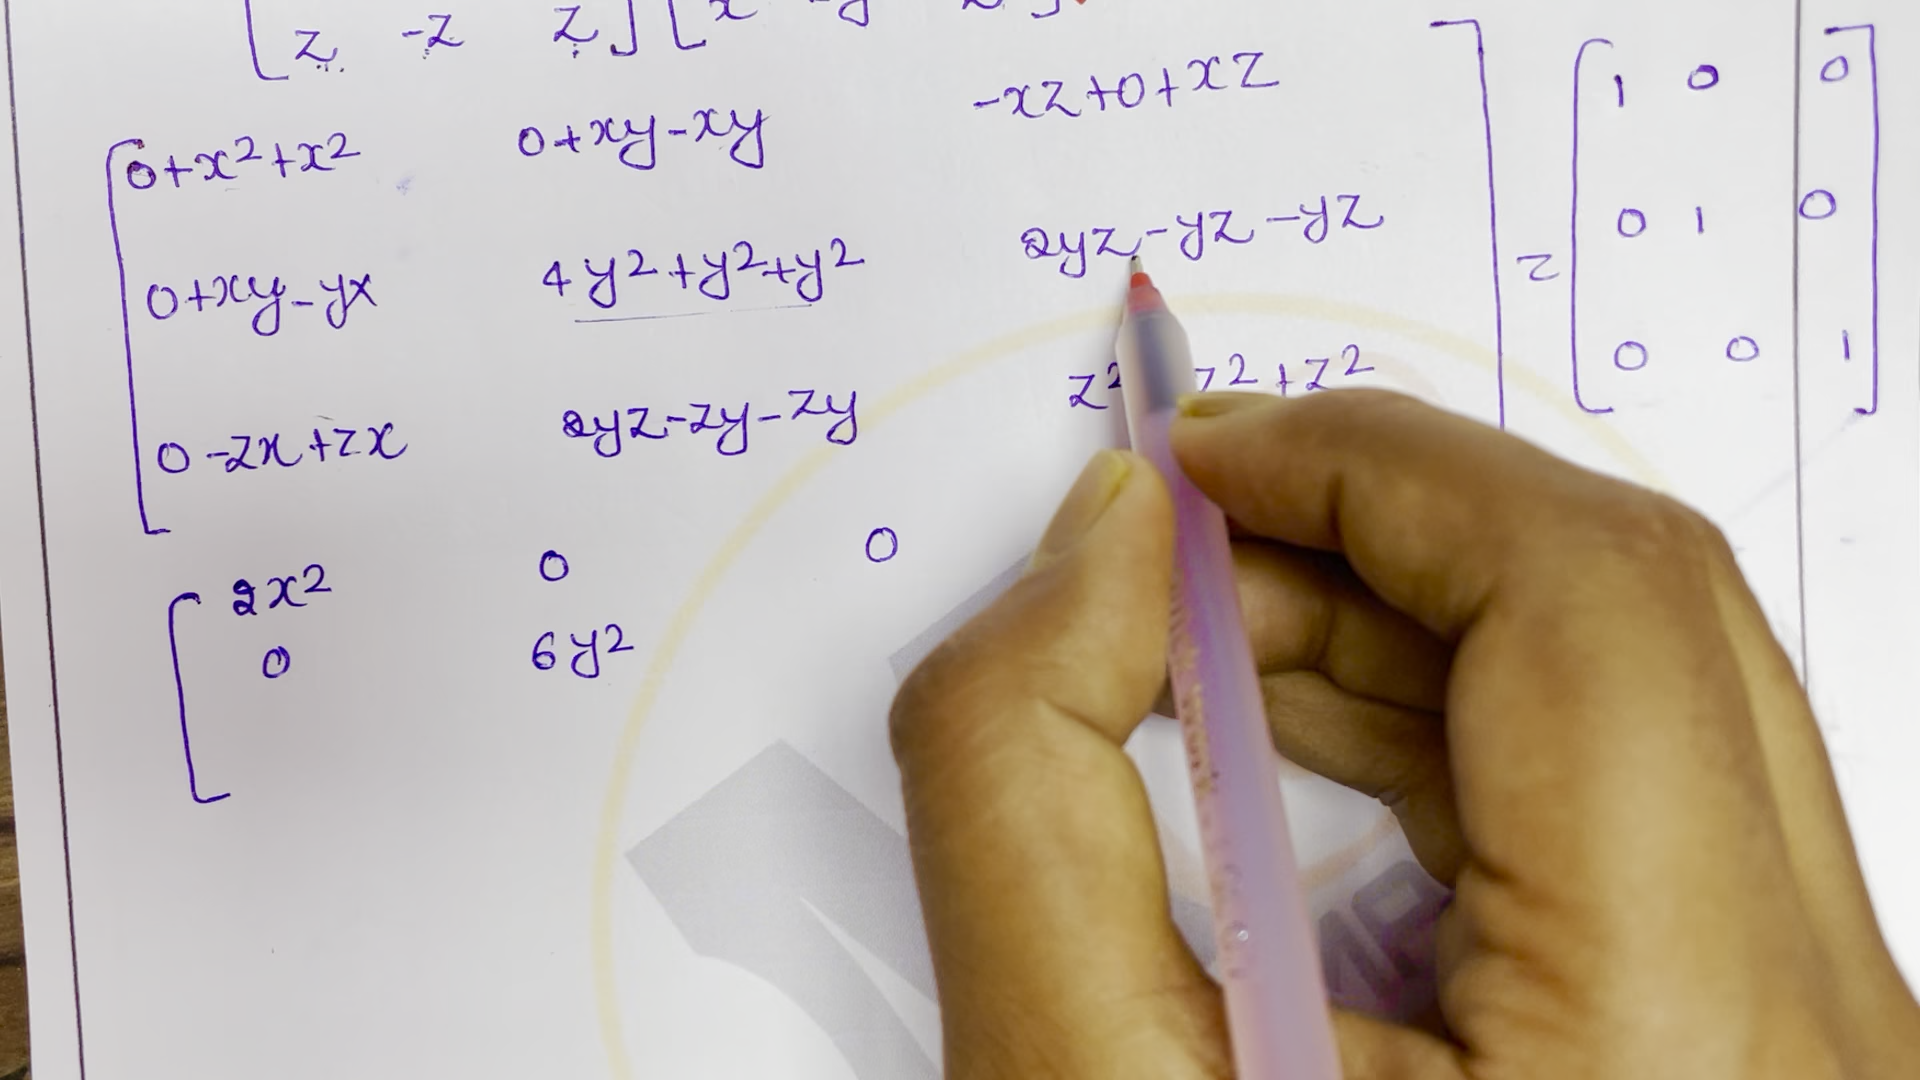 z -z z
0+x²+x² 0+xy-xy -xz+0+xz 1 0 0
0+xy-yx 4y²+y²+y² 2yz-yz-yz = 0 1 0
0-zx+zx 2yz-zy-zy z² z²+z² 0 0 1
2x² 0 0
0 6y²